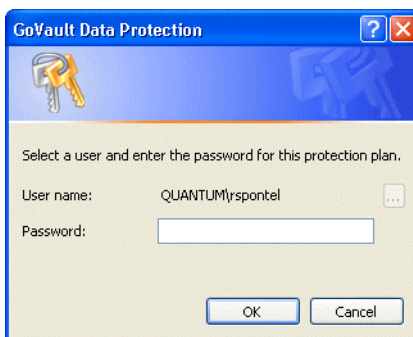 GoVault Data Protection
Select a user and enter the password for this protection plan.
User name: QUANTUM\rspontel ...
Password:
OK Cancel